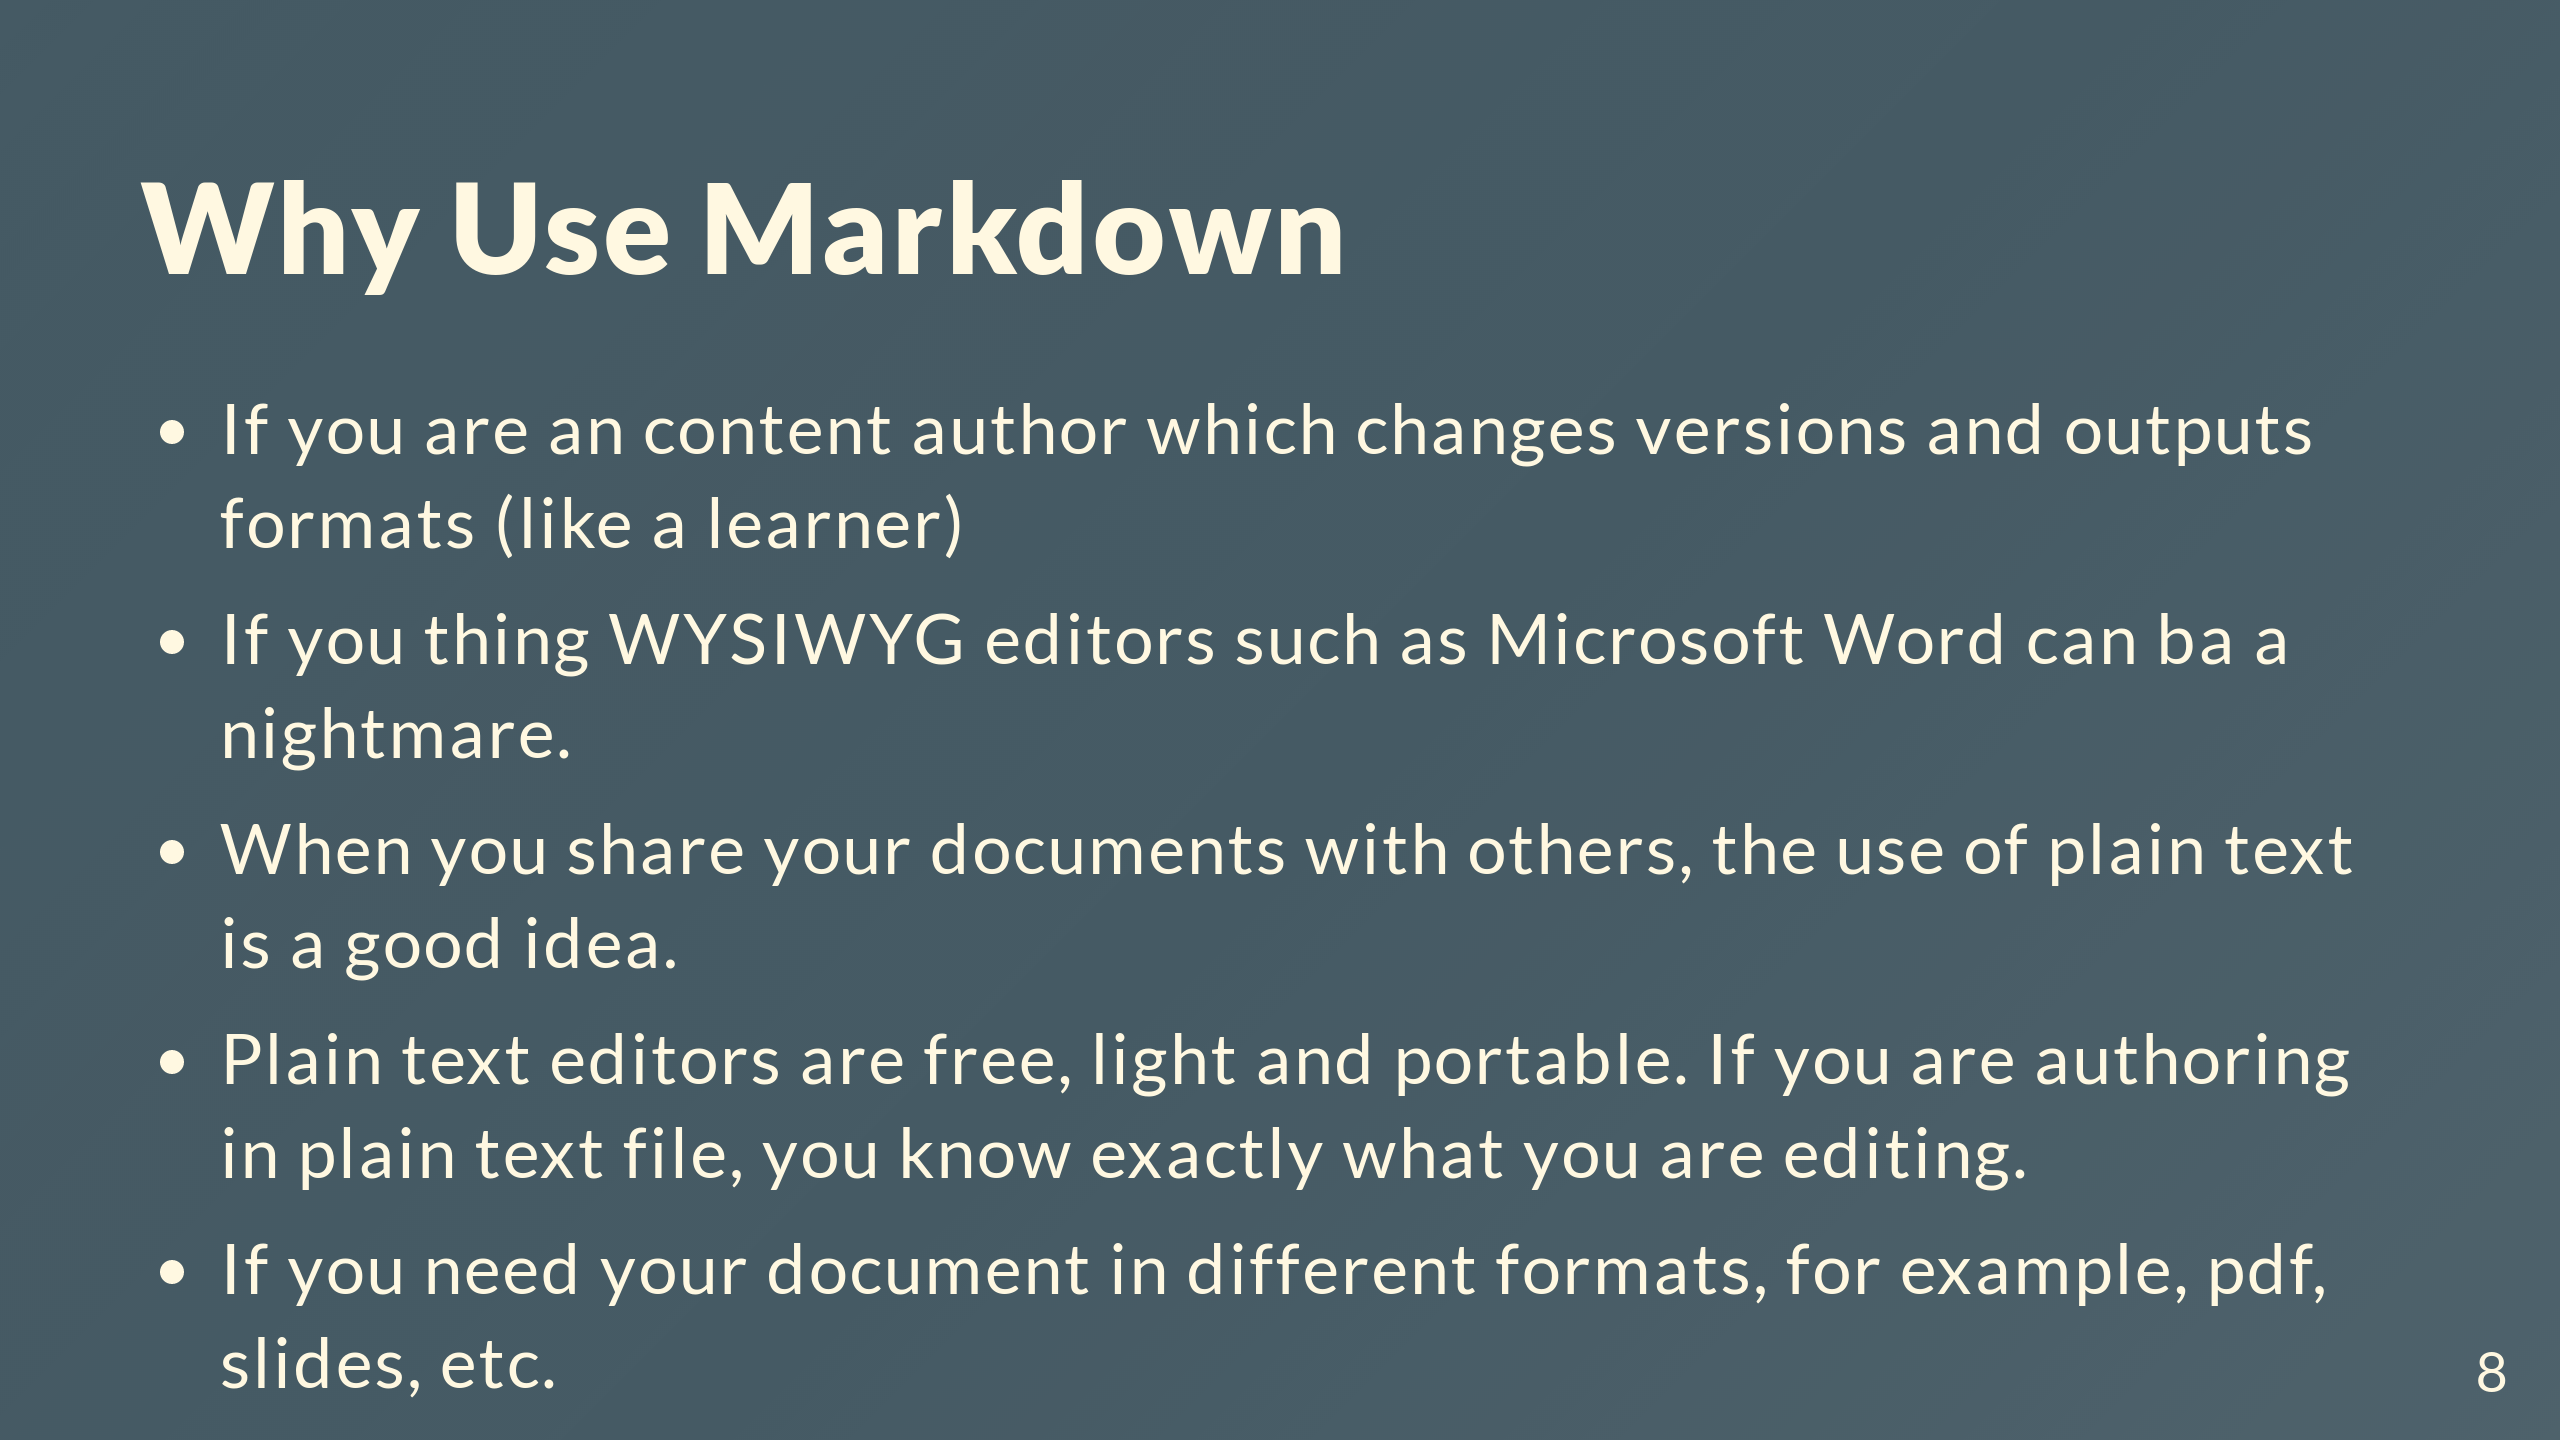 Why Use Markdown
• If you are an content author which changes versions and outputs
formats (like a learner)
• If you thing WYSIWYG editors such as Microsoft Word can ba a
nightmare.
• When you share your documents with others, the use of plain text
is a good idea.
• Plain text editors are free, light and portable. If you are authoring
in plain text file, you know exactly what you are editing.
• If you need your document in different formats, for example, pdf,
slides, etc.
8